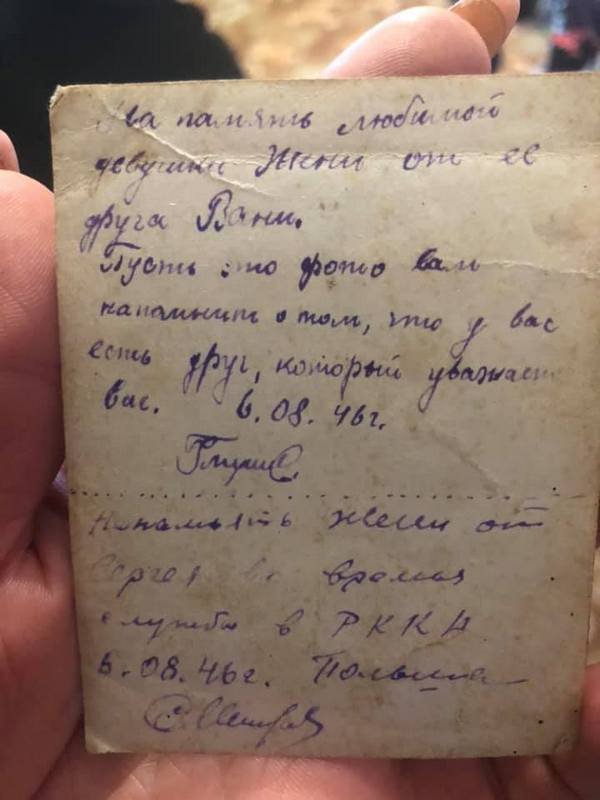 На память любимой
девушки Жени от ее
друга Вани.
Пусть это фото вам
напомнит о том, что у вас
есть друг, который уважает
вас. 6.08.46г.
на память Жени от
Сергея во время
службы в РККА
6.08.46г. Польша